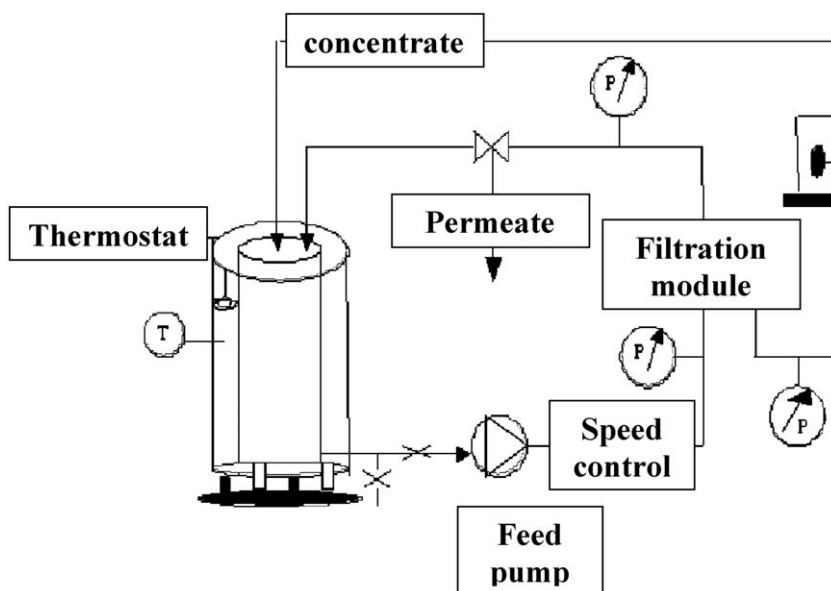 concentrate
P
Thermostat
Permeate
Filtration
module
T
P
P
Speed
control
Feed
pump